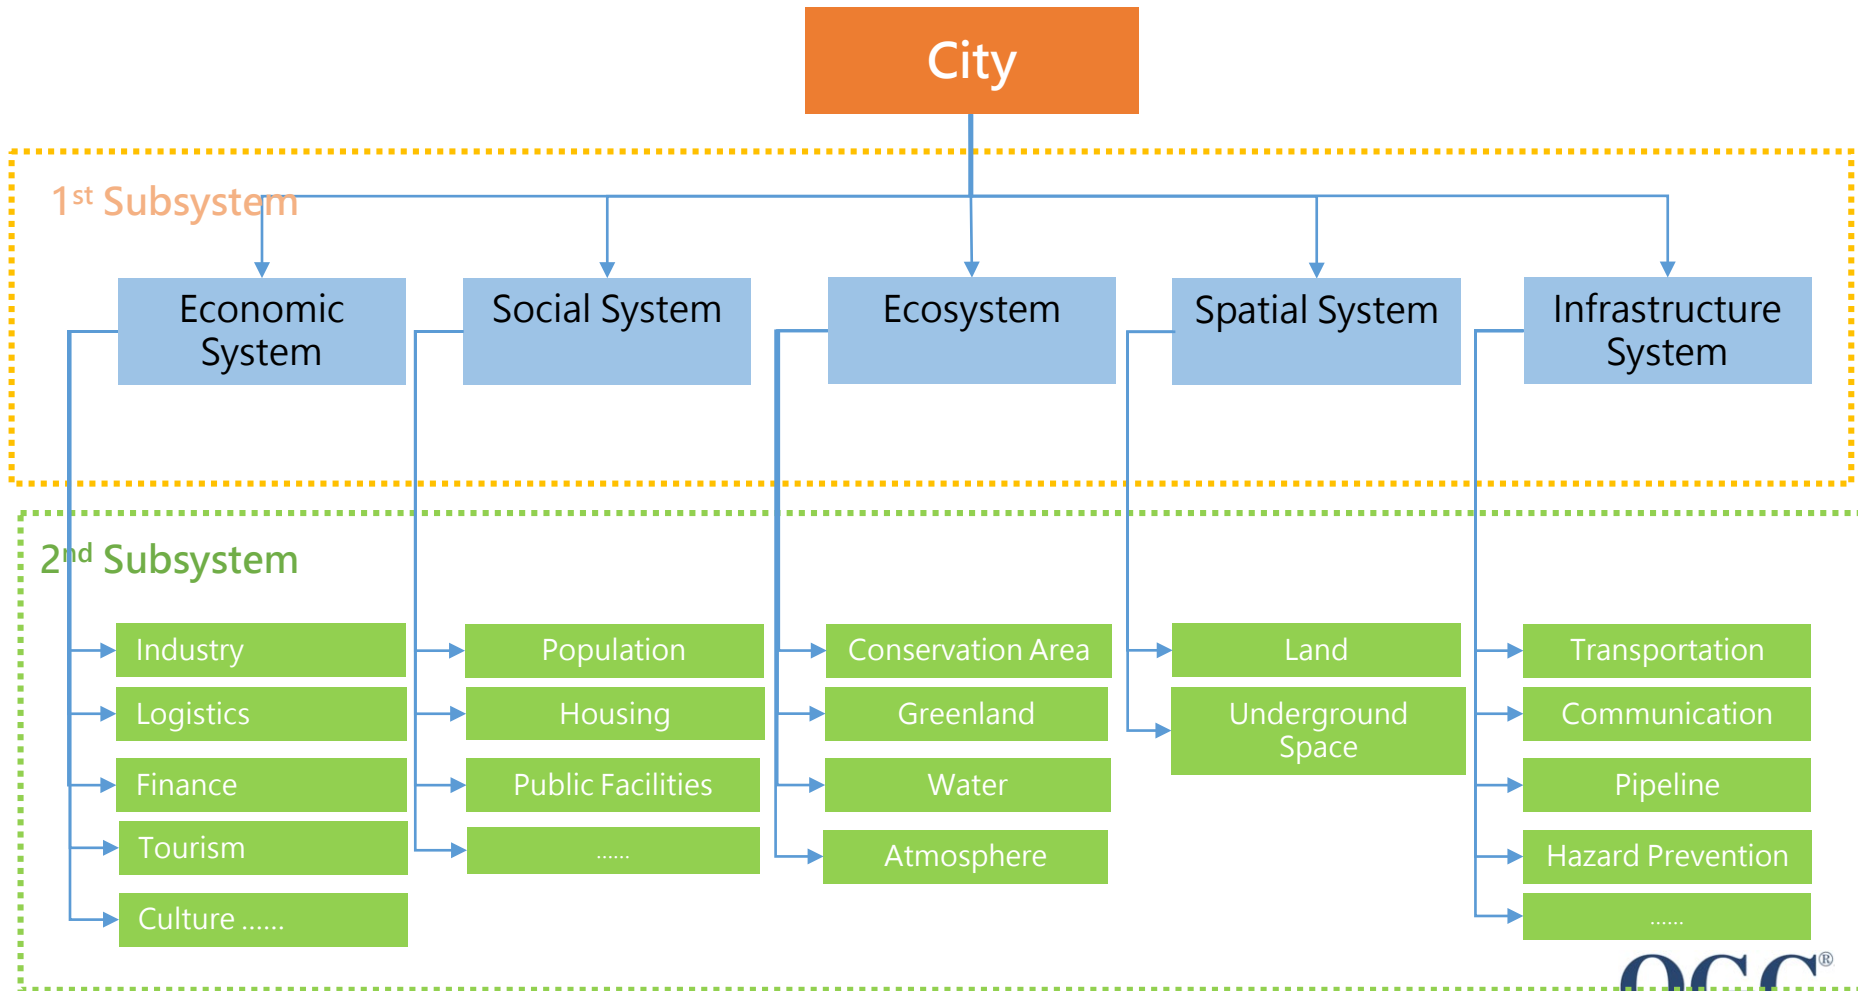 City
1st Subsystem
Economic
System
Social System
Ecosystem
Spatial System
Infrastructure
System
2nd Subsystem
Industry
Logistics
Finance
Tourism
Culture ......
Population
Housing
Public Facilities
......
Conservation Area
Greenland
Water
Atmosphere
Land
Underground
Space
Transportation
Communication
Pipeline
Hazard Prevention
......